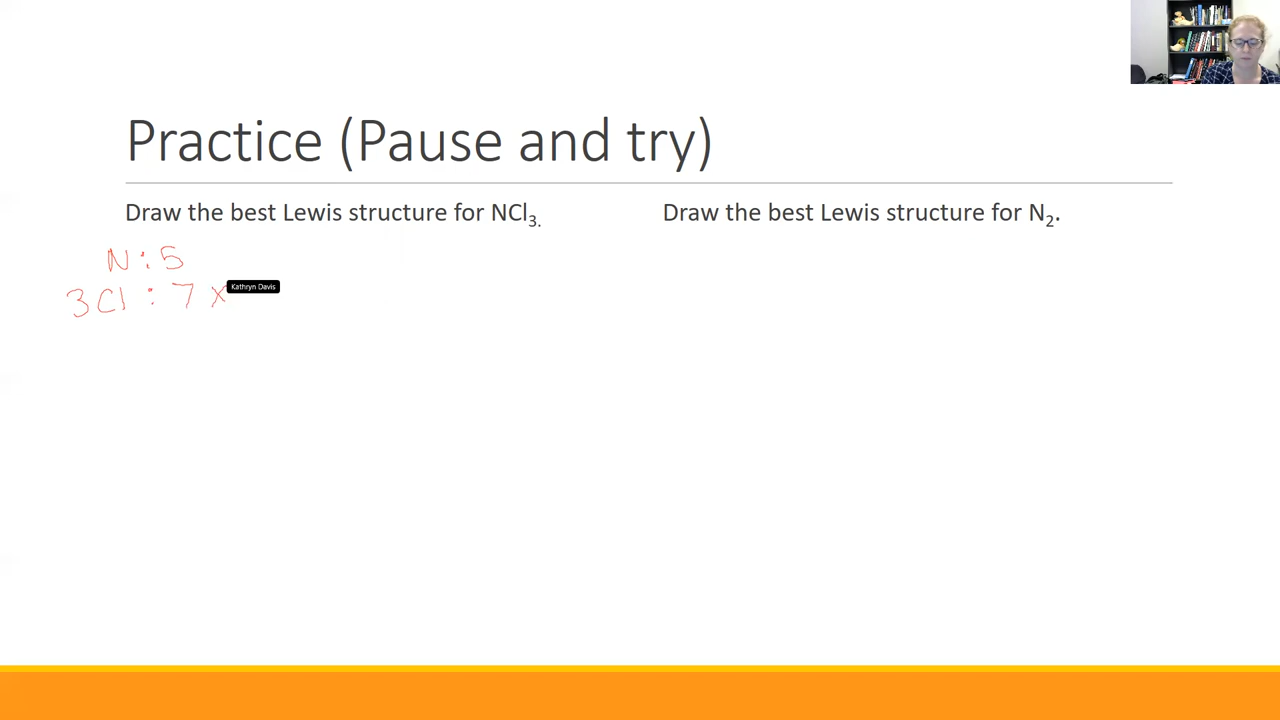 Practice (Pause and try)
Draw the best Lewis structure for NCl3.
N : 5
3Cl : 7 x
Kathryn Davis
Draw the best Lewis structure for N2.